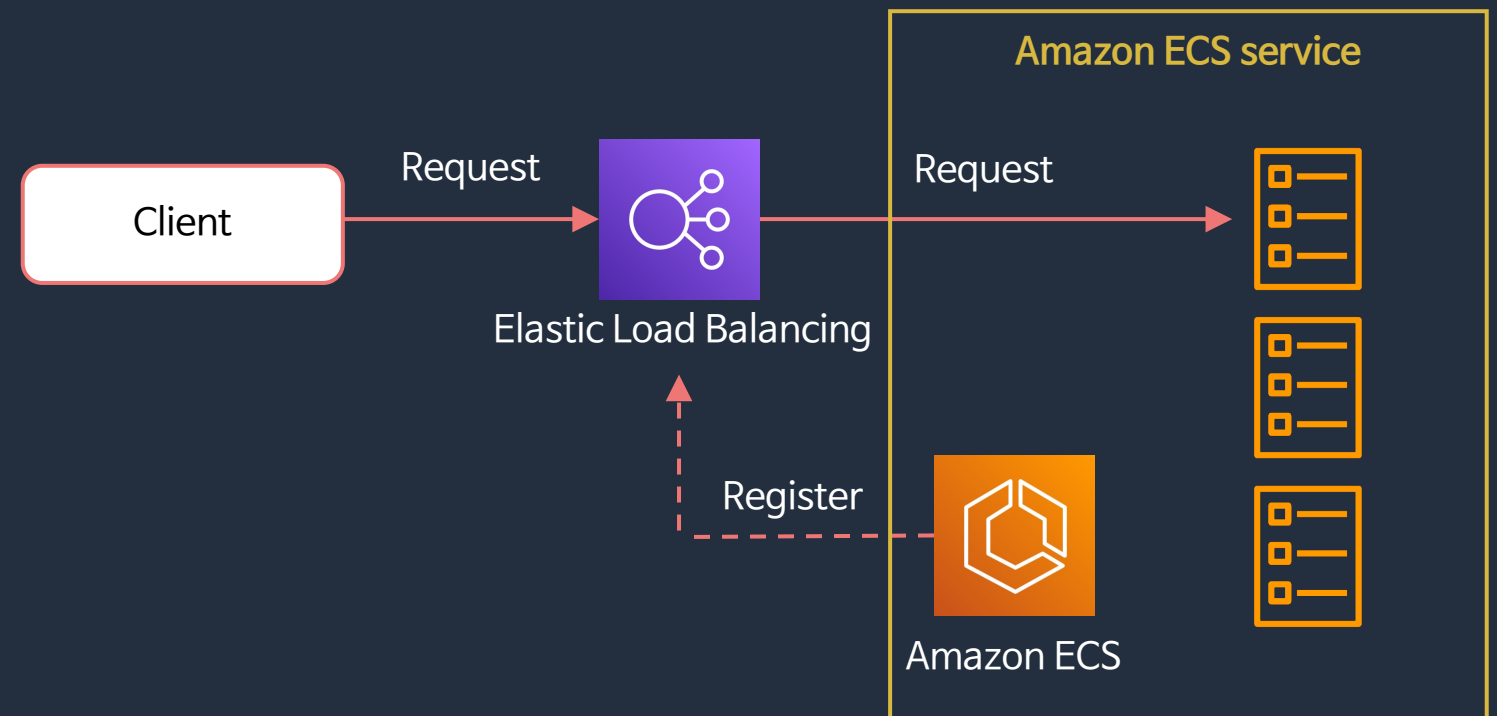 Amazon ECS service
Request
Request
Client
Elastic Load Balancing
Register
Amazon ECS